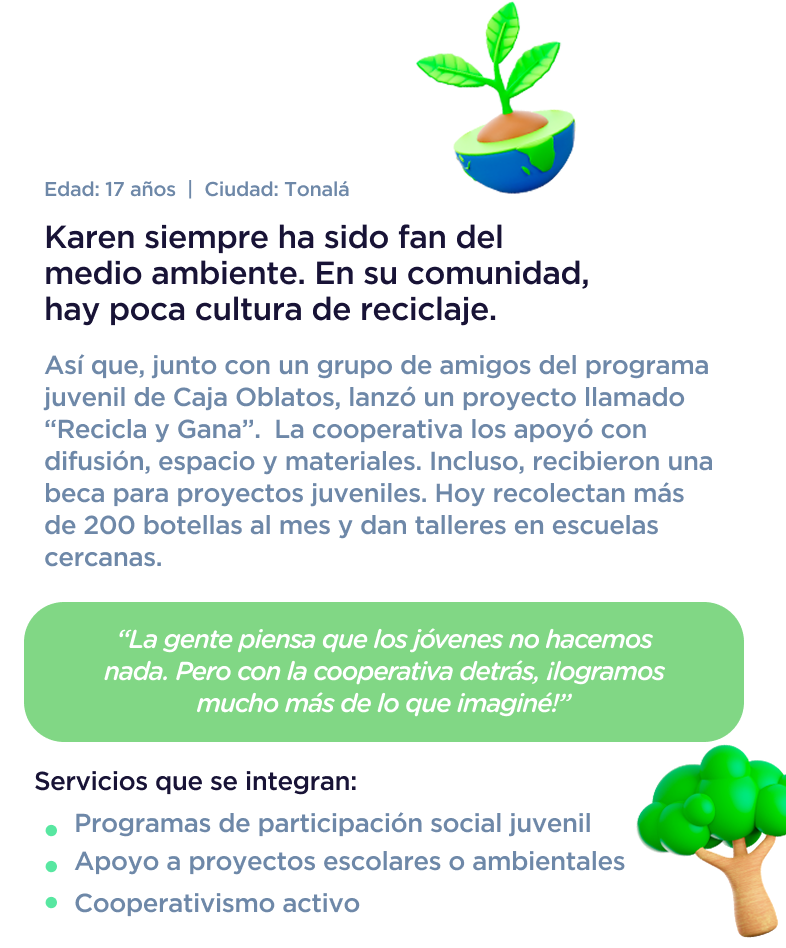 Edad: 17 años | Ciudad: Tonalá
Karen siempre ha sido fan del
medio ambiente. En su comunidad,
hay poca cultura de reciclaje.
Así que, junto con un grupo de amigos del programa
juvenil de Caja Oblatos, lanzó un proyecto llamado
“Recicla y Gana”.  La cooperativa los apoyó con
difusión, espacio y materiales. Incluso, recibieron una
beca para proyectos juveniles. Hoy recolectan más
de 200 botellas al mes y dan talleres en escuelas
cercanas.
“La gente piensa que los jóvenes no hacemos
nada. Pero con la cooperativa detrás, ¡logramos
mucho más de lo que imaginé!”
Servicios que se integran:
• Programas de participación social juvenil
• Apoyo a proyectos escolares o ambientales
• Cooperativismo activo